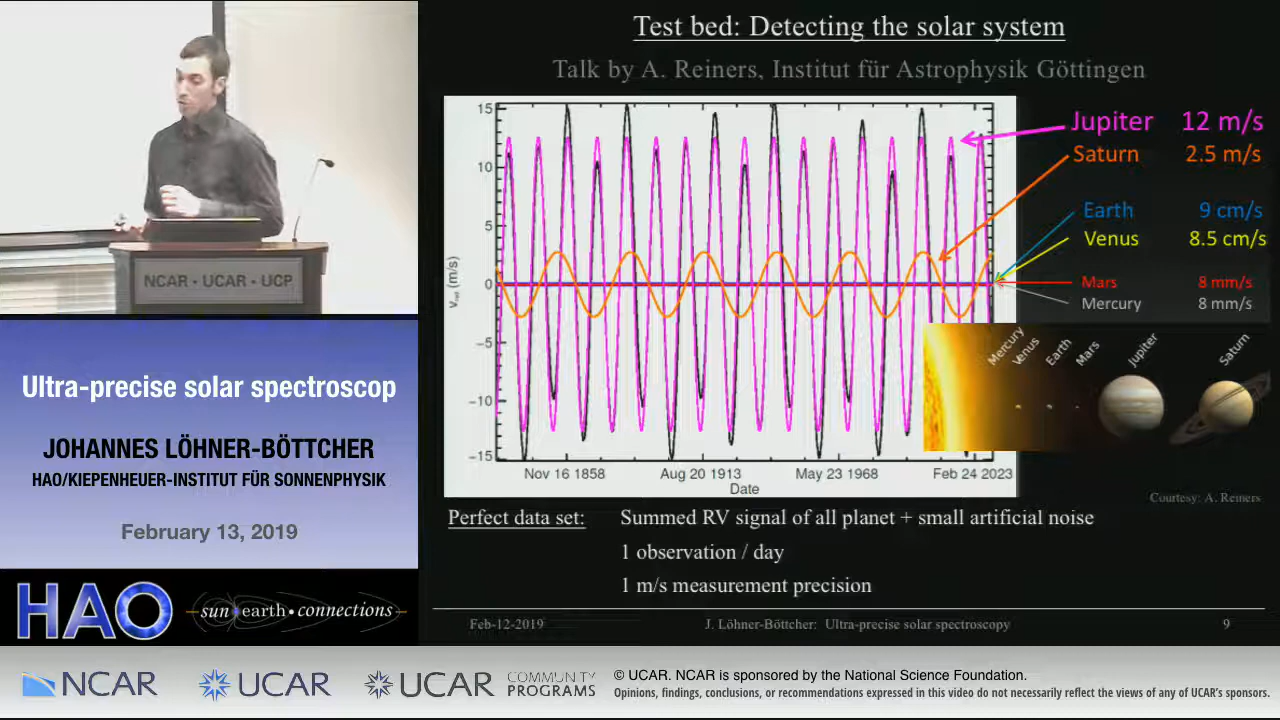 Test bed: Detecting the solar system
Talk by A. Reiners, Institut für Astrophysik Göttingen
15
10
5
0
−5
−10
−15
(m/s)
Nov 16 1858
Aug 20 1913
May 23 1968
Feb 24 2023
Date
Jupiter 12 m/s
Saturn 2.5 m/s
Earth 9 cm/s
Venus 8.5 cm/s
Mars 8 mm/s
Mercury 8 mm/s
Mercury
Venus
Earth
Mars
Jupiter
Saturn
Courtesy: A. Reiners
Perfect data set: Summed RV signal of all planet + small artificial noise
1 observation / day
1 m/s measurement precision
Feb-12-2019 J. Löhner-Böttcher: Ultra-precise solar spectroscopy 9
NCAR · UCAR · UCP
Ultra-precise solar spectroscop
JOHANNES LÖHNER-BÖTTCHER
HAO/KIEPENHEUER-INSTITUT FÜR SONNENPHYSIK
February 13, 2019
HAO
sun•earth•connections
NCAR
UCAR
UCAR
COMMUNITY
PROGRAMS
© UCAR. NCAR is sponsored by the National Science Foundation.
Opinions, findings, conclusions, or recommendations expressed in this video do not necessarily reflect the views of any of UCAR's sponsors.